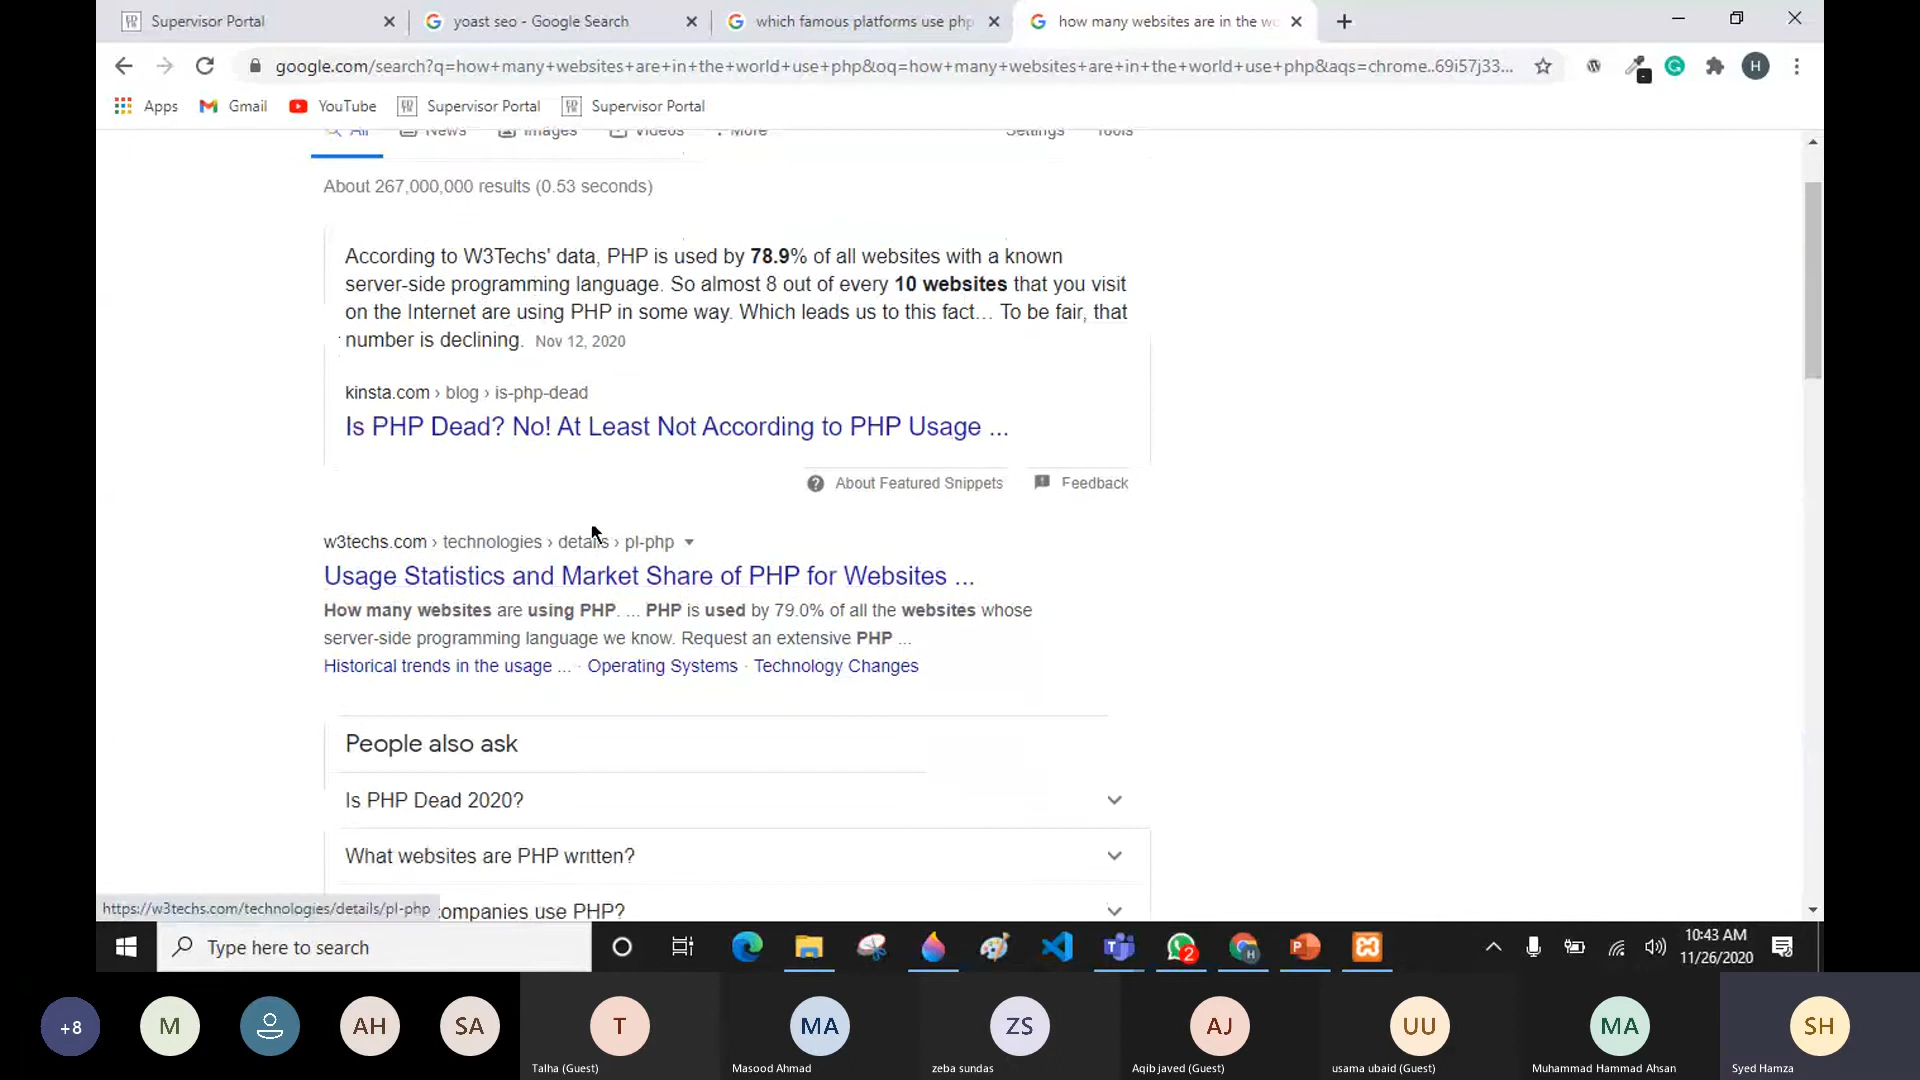 Supervisor Portal
yoast seo - Google Search
which famous platforms use php
how many websites are in the wo
google.com/search?q=how+many+websites+are+in+the+world+use+php&oq=how+many+websites+are+in+the+world+use+php&aqs=chrome..69i57j33...
H
Apps
Gmail
YouTube
Supervisor Portal
Supervisor Portal
All
News
Images
Videos
More
Settings
Tools
About 267,000,000 results (0.53 seconds)
According to W3Techs' data, PHP is used by 78.9% of all websites with a known
server-side programming language. So almost 8 out of every 10 websites that you visit
on the Internet are using PHP in some way. Which leads us to this fact... To be fair, that
number is declining. Nov 12, 2020
kinsta.com › blog › is-php-dead
Is PHP Dead? No! At Least Not According to PHP Usage ...
About Featured Snippets
Feedback
w3techs.com › technologies › details › pl-php
Usage Statistics and Market Share of PHP for Websites ...
How many websites are using PHP. ... PHP is used by 79.0% of all the websites whose
server-side programming language we know. Request an extensive PHP ...
Historical trends in the usage ... · Operating Systems · Technology Changes
People also ask
Is PHP Dead 2020?
What websites are PHP written?
companies use PHP?
https://w3techs.com/technologies/details/pl-php
Type here to search
2
H
10:43 AM
11/26/2020
+8
M
AH
SA
T
Talha (Guest)
MA
Masood Ahmad
ZS
zeba sundas
AJ
Aqib javed (Guest)
UU
usama ubaid (Guest)
MA
Muhammad Hammad Ahsan
SH
Syed Hamza